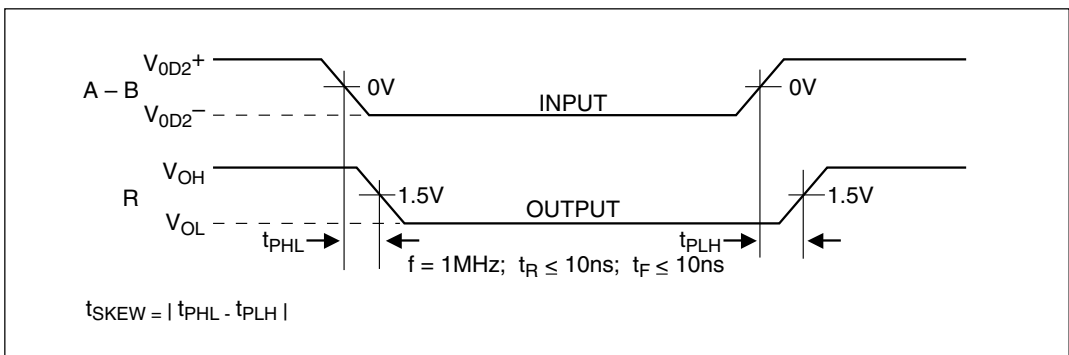 V0D2+
A – B
0V
0V
INPUT
V0D2–
VOH
R
1.5V
1.5V
OUTPUT
VOL
tPHL
tPLH
f = 1MHz; tR ≤ 10ns; tF ≤ 10ns
tSKEW = | tPHL - tPLH |